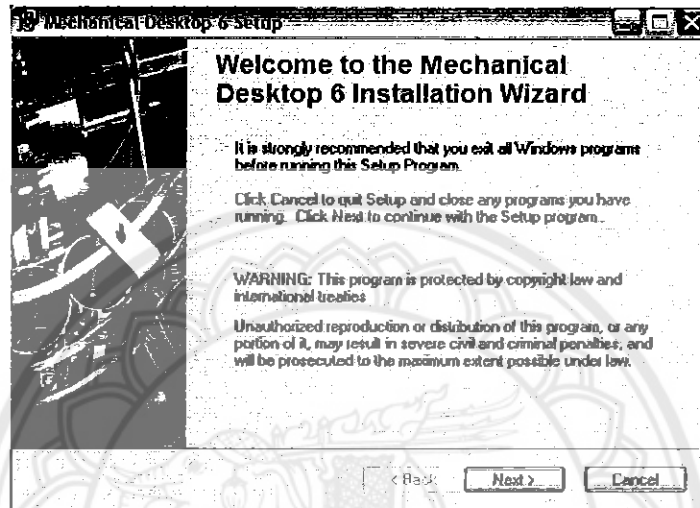 Mechanical Desktop 6 Setup
Welcome to the Mechanical
Desktop 6 Installation Wizard
It is strongly recommended that you exit all Windows programs
before running this Setup Program.
Click Cancel to quit Setup and close any programs you have
running. Click Next to continue with the Setup program.
WARNING: This program is protected by copyright law and
international treaties
Unauthorized reproduction or distribution of this program, or any
portion of it, may result in severe civil and criminal penalties, and
will be prosecuted to the maximum extent possible under law.
< Back Next > Cancel